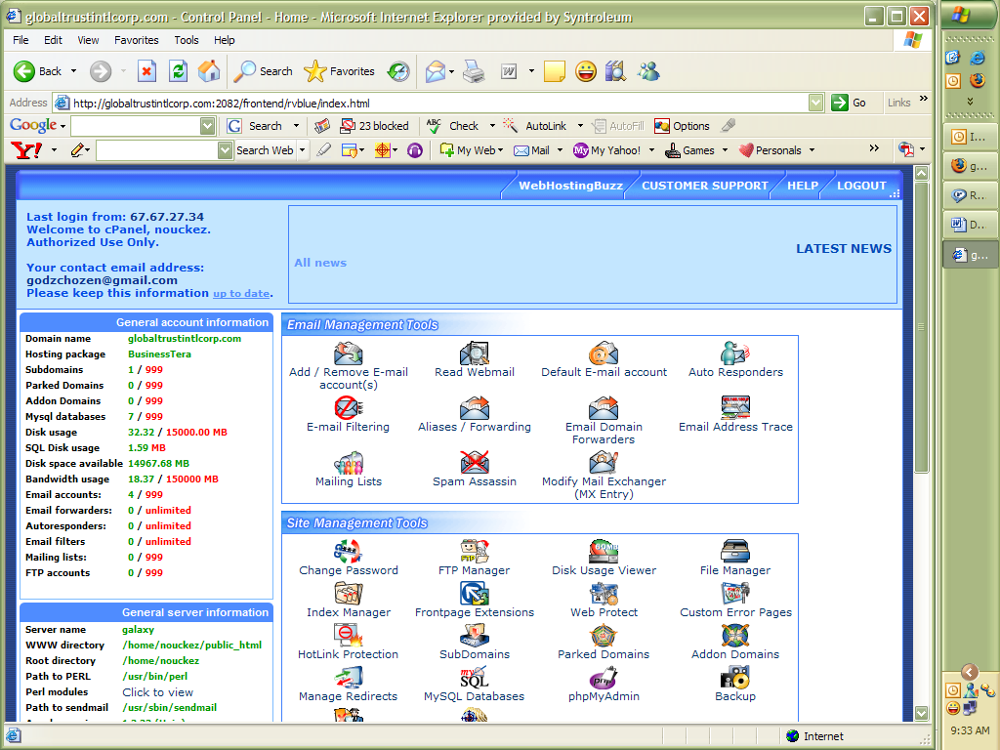 globaltrustintlcorp.com - Control Panel - Home - Microsoft Internet Explorer provided by Syntroleum
File Edit View Favorites Tools Help
Back Search Favorites
Address http://globaltrustintlcorp.com:2082/frontend/rvblue/index.html Go Links »
Google Search 23 blocked Check AutoLink AutoFill Options
Y! Search Web My Web Mail My Yahoo! Games Personals »
WebHostingBuzz CUSTOMER SUPPORT HELP LOGOUT
Last login from: 67.67.27.34
Welcome to cPanel, nouckez.
Authorized Use Only.
Your contact email address:
godzchozen@gmail.com
Please keep this information up to date.
LATEST NEWS
All news
General account information
Domain name globaltrustintlcorp.com
Hosting package BusinessTera
Subdomains 1 / 999
Parked Domains 0 / 999
Addon Domains 0 / 999
Mysql databases 7 / 999
Disk usage 32.32 / 15000.00 MB
SQL Disk usage 1.59 MB
Disk space available 14967.68 MB
Bandwidth usage 18.37 / 150000 MB
Email accounts: 4 / 999
Email forwarders: 0 / unlimited
Autoresponders: 0 / unlimited
Email filters 0 / unlimited
Mailing lists: 0 / 999
FTP accounts 0 / 999
General server information
Server name galaxy
WWW directory /home/nouckez/public_html
Root directory /home/nouckez
Path to PERL /usr/bin/perl
Perl modules Click to view
Path to sendmail /usr/sbin/sendmail
Email Management Tools
Add / Remove E-mail account(s)
Read Webmail
Default E-mail account
Auto Responders
E-mail Filtering
Aliases / Forwarding
Email Domain Forwarders
Email Address Trace
Mailing Lists
Spam Assassin
Modify Mail Exchanger (MX Entry)
Site Management Tools
Change Password
FTP Manager
Disk Usage Viewer
File Manager
Index Manager
Frontpage Extensions
Web Protect
Custom Error Pages
HotLink Protection
SubDomains
Parked Domains
Addon Domains
Manage Redirects
MySQL Databases
phpMyAdmin
Backup
Internet
I...
g...
R...
D...
g...
9:33 AM